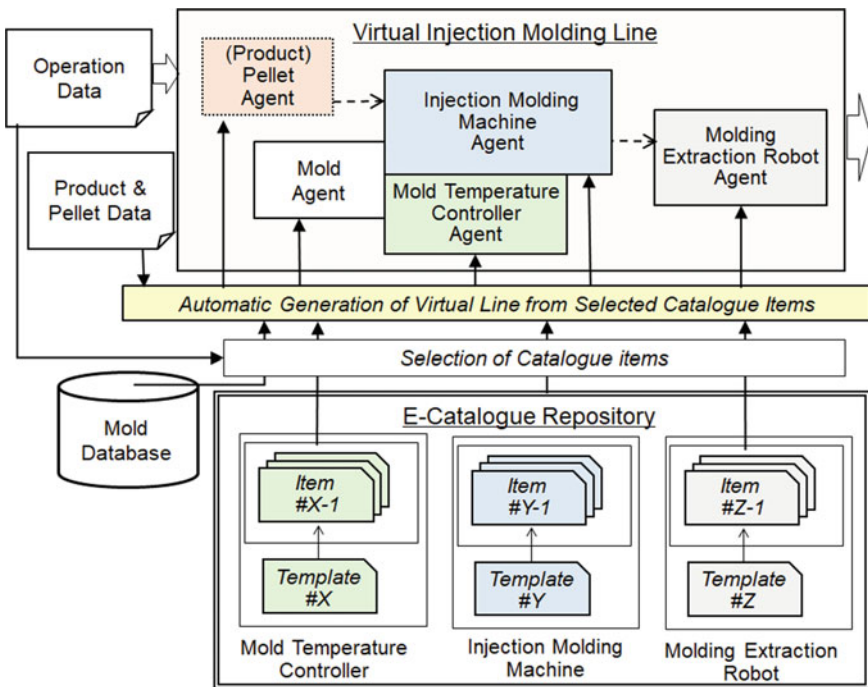 Virtual Injection Molding Line
Operation
Data
(Product)
Pellet
Agent
Injection Molding
Machine
Agent
Molding
Extraction Robot
Agent
Mold
Agent
Product &
Pellet Data
Mold Temperature
Controller
Agent
Automatic Generation of Virtual Line from Selected Catalogue Items
Selection of Catalogue items
Mold
Database
E-Catalogue Repository
Item
#X-1
Item
#Y-1
Item
#Z-1
Template
#X
Template
#Y
Template
#Z
Mold Temperature
Controller
Injection Molding
Machine
Molding Extraction
Robot